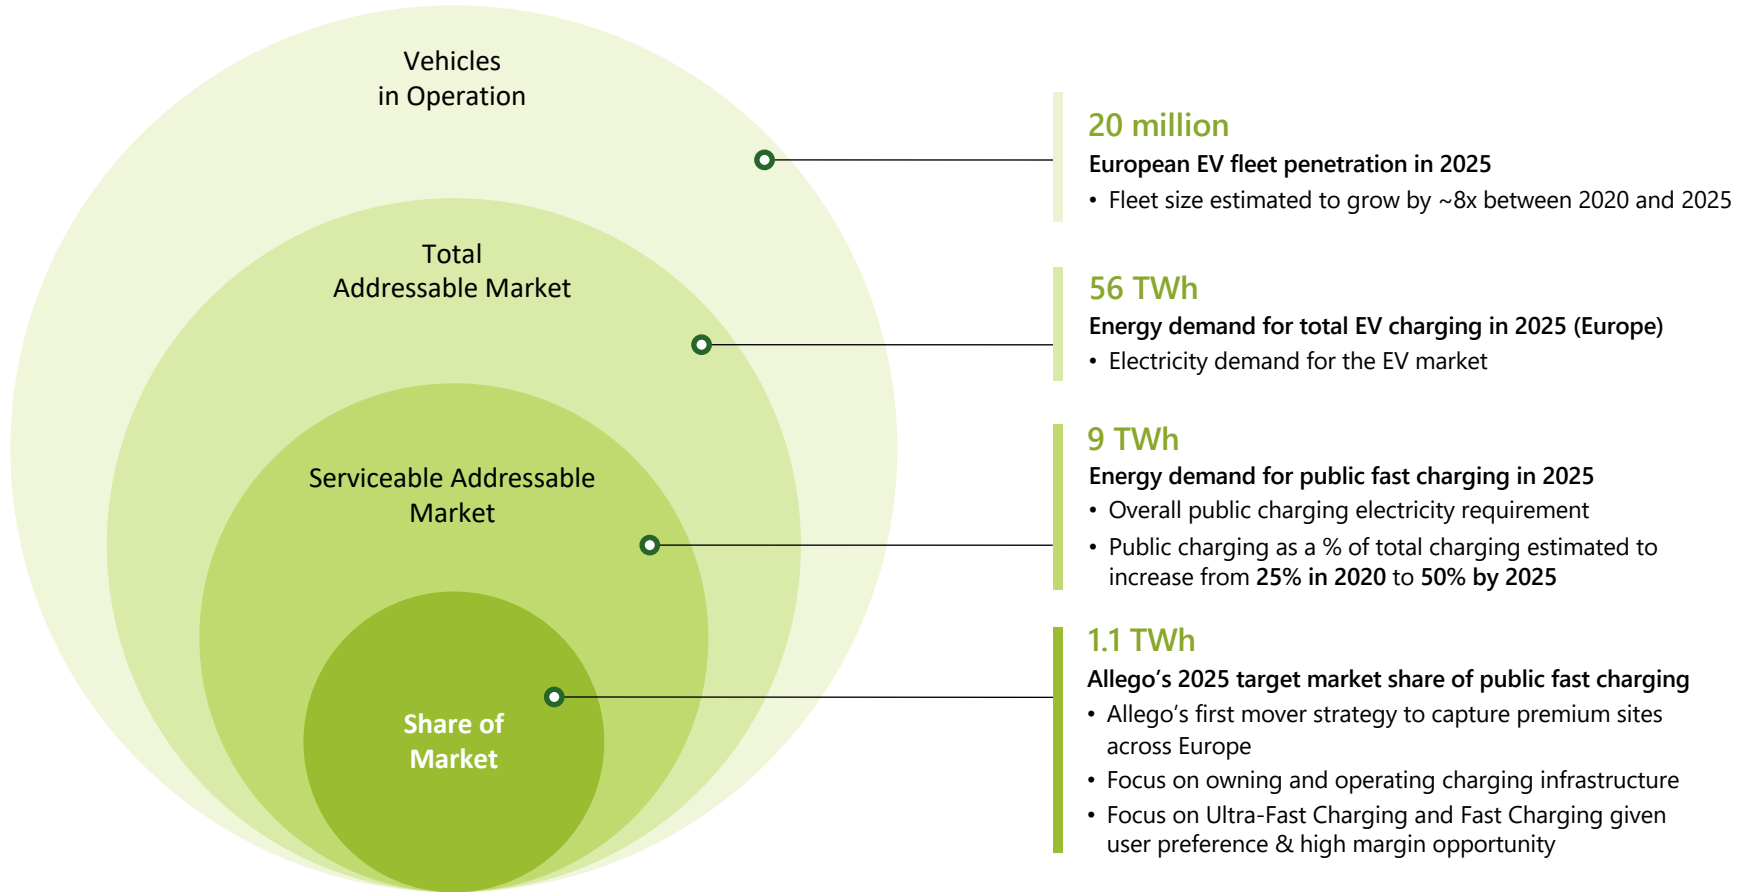 Vehicles
in Operation
Total
Addressable Market
Serviceable Addressable
Market
Share of
Market
20 million
European EV fleet penetration in 2025
• Fleet size estimated to grow by ~8x between 2020 and 2025
56 TWh
Energy demand for total EV charging in 2025 (Europe)
• Electricity demand for the EV market
9 TWh
Energy demand for public fast charging in 2025
• Overall public charging electricity requirement
• Public charging as a % of total charging estimated to
increase from 25% in 2020 to 50% by 2025
1.1 TWh
Allego’s 2025 target market share of public fast charging
• Allego’s first mover strategy to capture premium sites
across Europe
• Focus on owning and operating charging infrastructure
• Focus on Ultra-Fast Charging and Fast Charging given
user preference & high margin opportunity